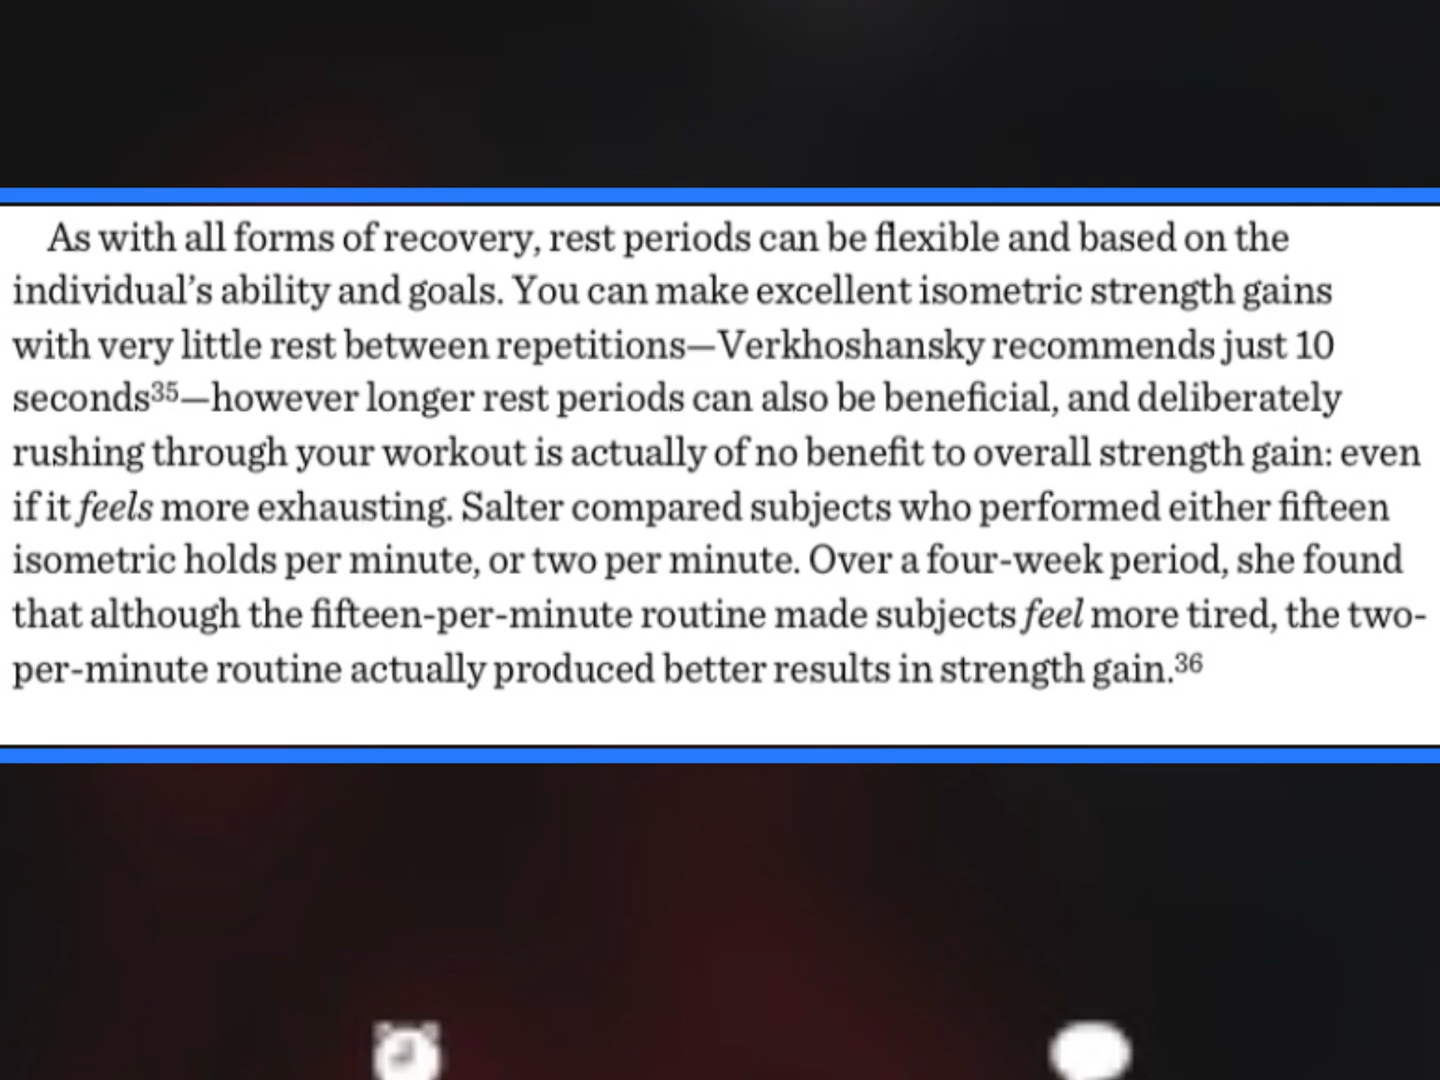 As with all forms of recovery, rest periods can be flexible and based on the
individual’s ability and goals. You can make excellent isometric strength gains
with very little rest between repetitions—Verkhoshansky recommends just 10
seconds³⁵—however longer rest periods can also be beneficial, and deliberately
rushing through your workout is actually of no benefit to overall strength gain: even
if it feels more exhausting. Salter compared subjects who performed either fifteen
isometric holds per minute, or two per minute. Over a four-week period, she found
that although the fifteen-per-minute routine made subjects feel more tired, the two-
per-minute routine actually produced better results in strength gain.³⁶